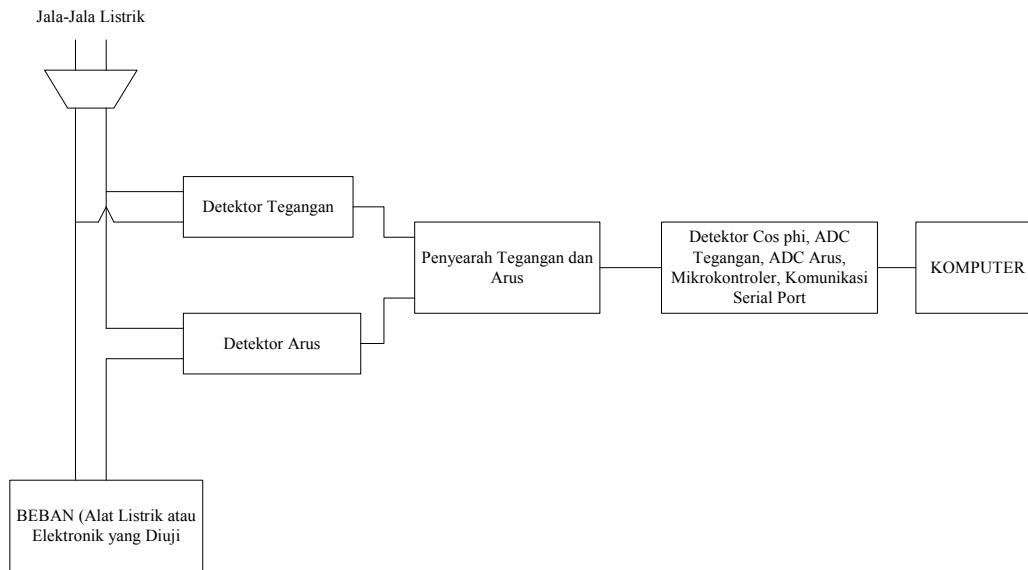 Jala-Jala Listrik
Detektor Tegangan
Penyearah Tegangan dan
Arus
Detektor Cos phi, ADC
Tegangan, ADC Arus,
Mikrokontroler, Komunikasi
Serial Port
KOMPUTER
Detektor Arus
BEBAN (Alat Listrik atau
Elektronik yang Diuji